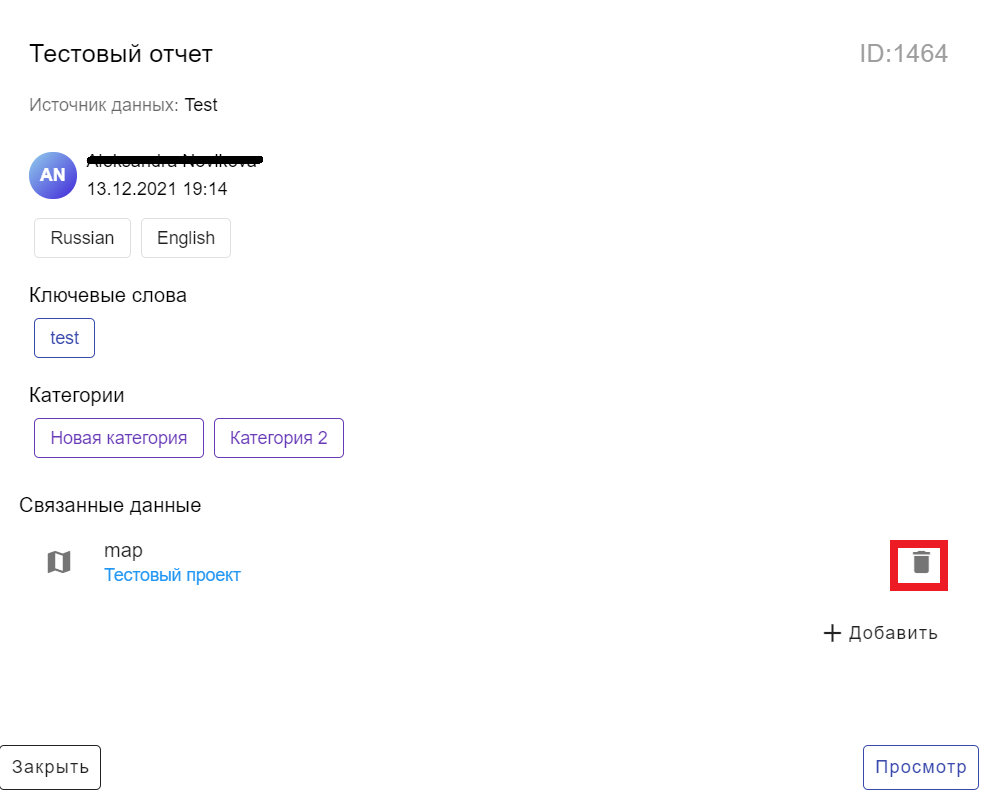 Тестовый отчет
ID:1464
Источник данных: Test
AN
13.12.2021 19:14
Russian
English
Ключевые слова
test
Категории
Новая категория
Категория 2
Связанные данные
map
Тестовый проект
Добавить
Закрыть
Просмотр